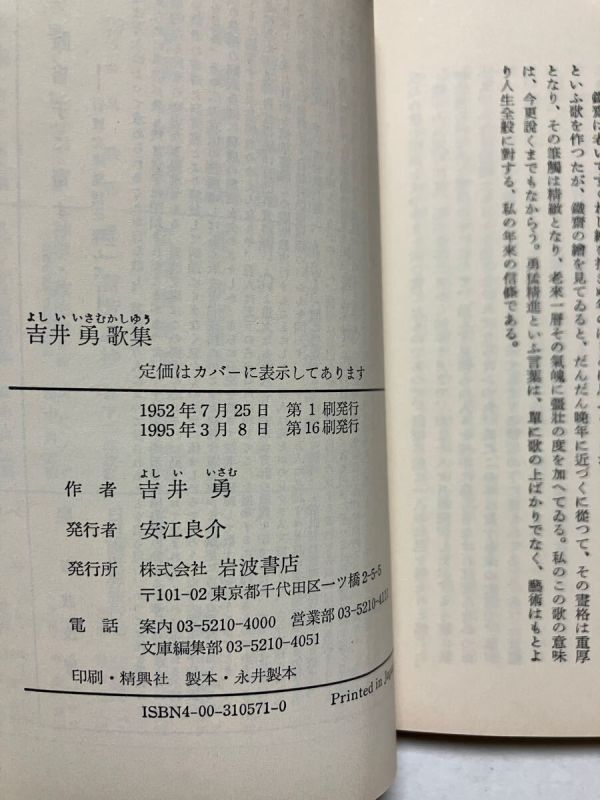 といふ歌を作つたが、鐵齋の繪を見てゐると、だんだん晩年に近づくに從つて、その畫格は重厚
となり、その筆觸は精緻となり、老來一層その氣魄に强壯の度を加へてゐる。私のこの歌の意味
は、今更說くまでもなからう。勇猛精進といふ言葉は、單に歌の上ばかりでなく、藝術はもとよ
り人生全般に對する、私の年來の信條である。
よしいいさむかしゆう
吉井勇歌集
定価はカバーに表示してあります
1952年7月25日 第1刷発行
1995年3月8日 第16刷発行
よしい いさむ
作者 吉井勇
発行者 安江良介
発行所 株式会社 岩波書店
〒101-02 東京都千代田区一ツ橋2-5-5
電話 案内03-5210-4000 営業部03-5210-4111
文庫編集部03-5210-4051
印刷・精興社 製本・永井製本
ISBN4-00-310571-0
Printed in Japan